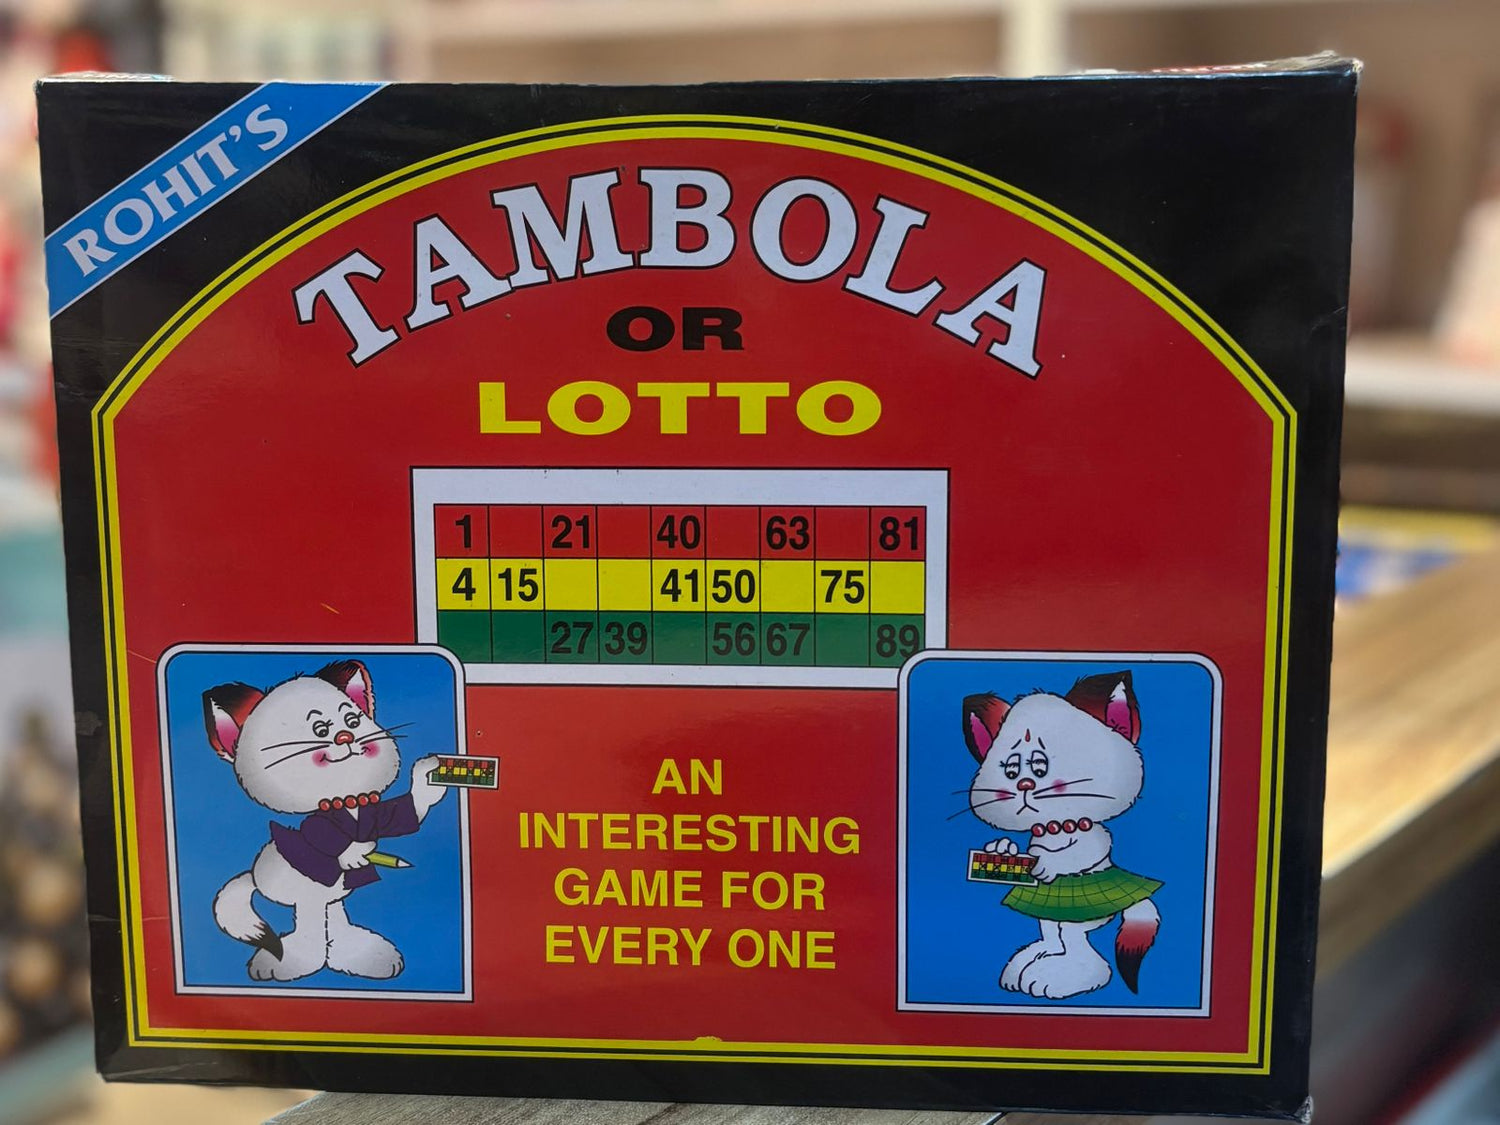 ROHIT'S
TAMBOLA
OR
LOTTO
1 21 40 63 81
4 15 41 50 75
27 39 56 67 89
AN
INTERESTING
GAME FOR
EVERY ONE